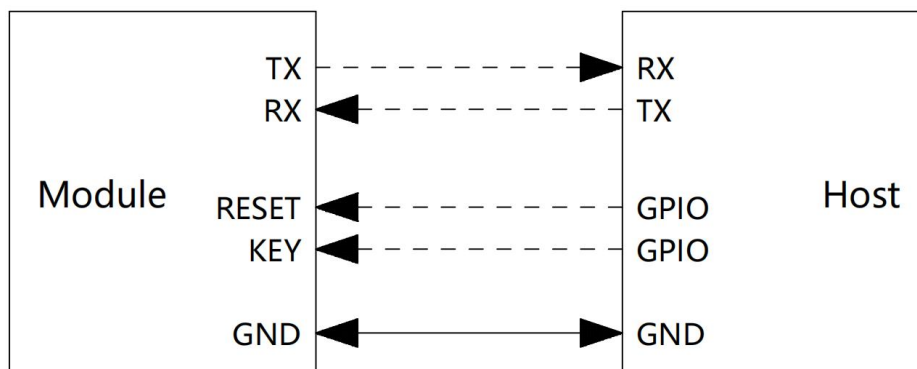 TX RX
RX TX
Module Host
RESET GPIO
KEY GPIO
GND GND